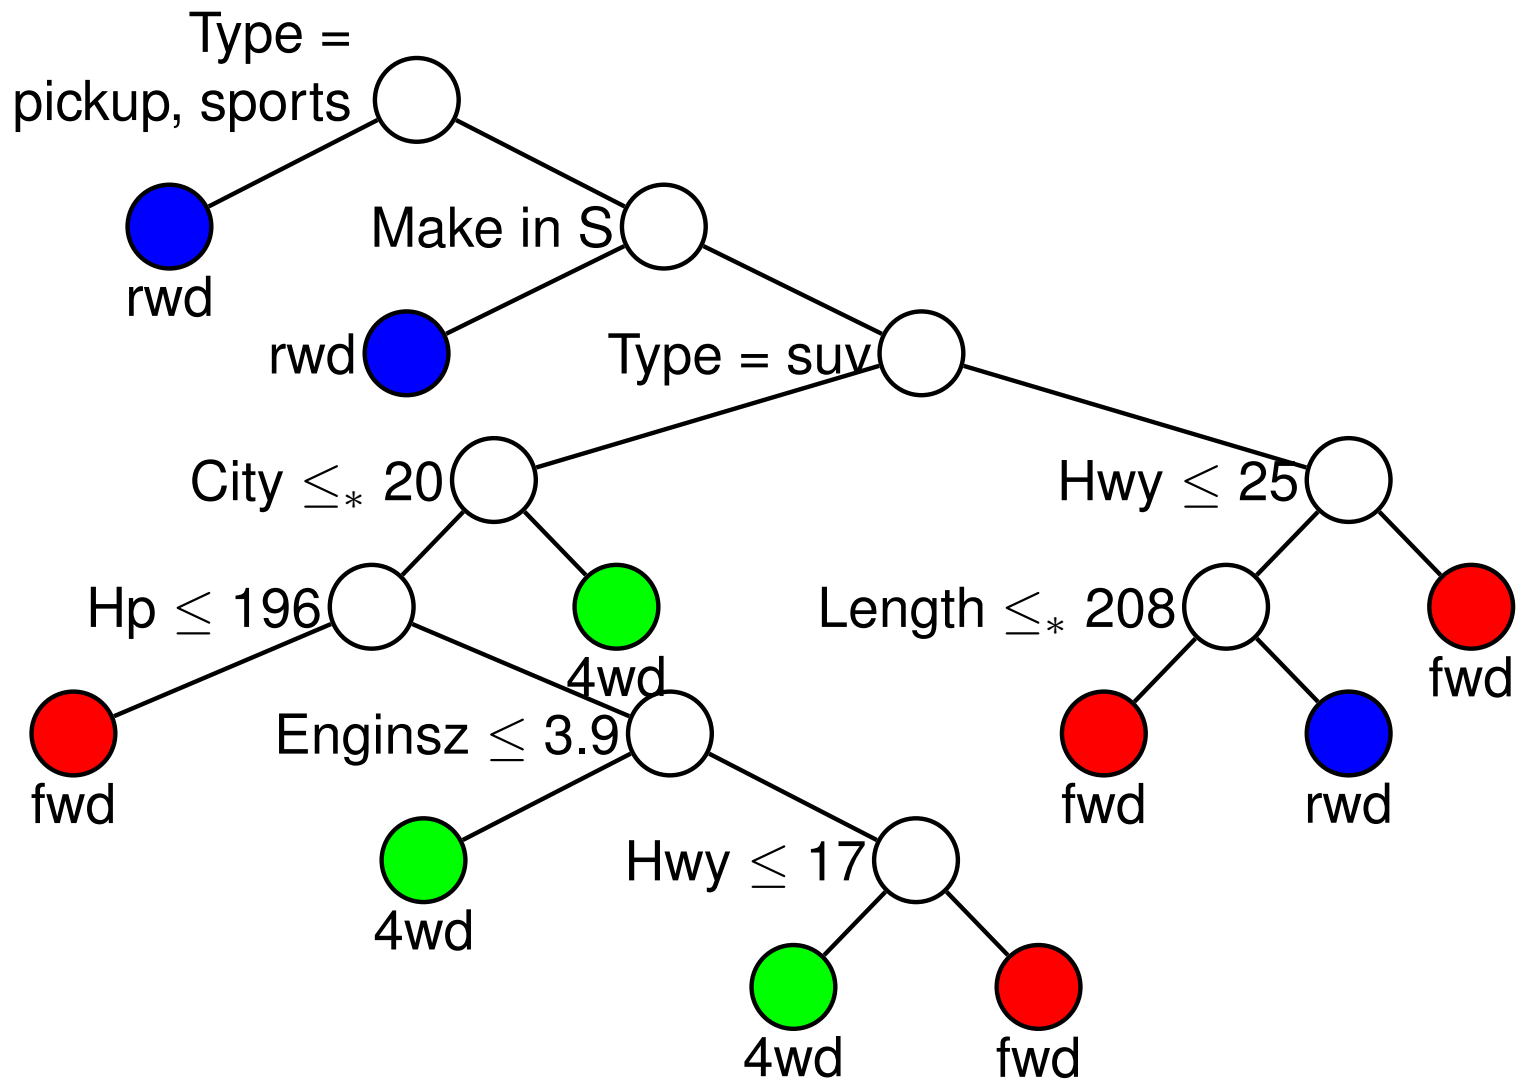 Type =
pickup, sports
rwd
Make in S
rwd
Type = suv
City ≤* 20
Hwy ≤ 25
Hp ≤ 196
4wd
Length ≤* 208
fwd
fwd
Enginsz ≤ 3.9
fwd
rwd
4wd
Hwy ≤ 17
4wd
fwd